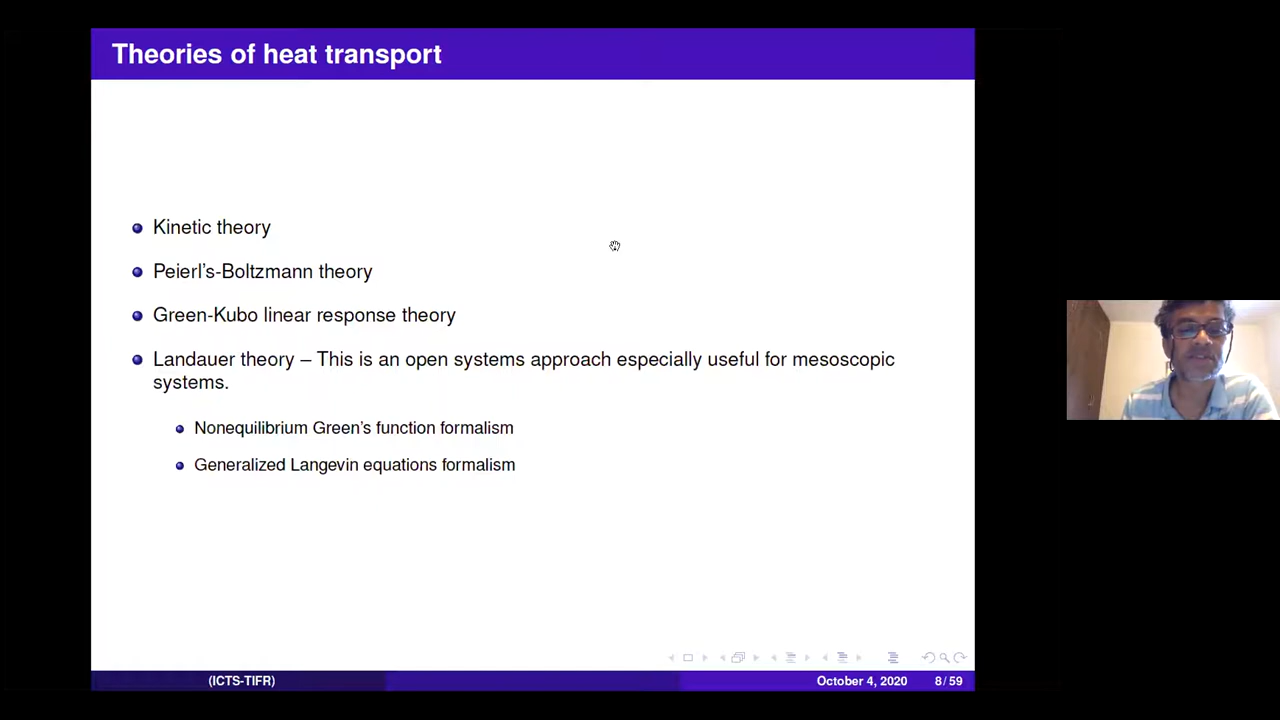 Theories of heat transport
Kinetic theory
Peierl's-Boltzmann theory
Green-Kubo linear response theory
Landauer theory – This is an open systems approach especially useful for mesoscopic
systems.
Nonequilibrium Green's function formalism
Generalized Langevin equations formalism
(ICTS-TIFR)
October 4, 2020
8/59